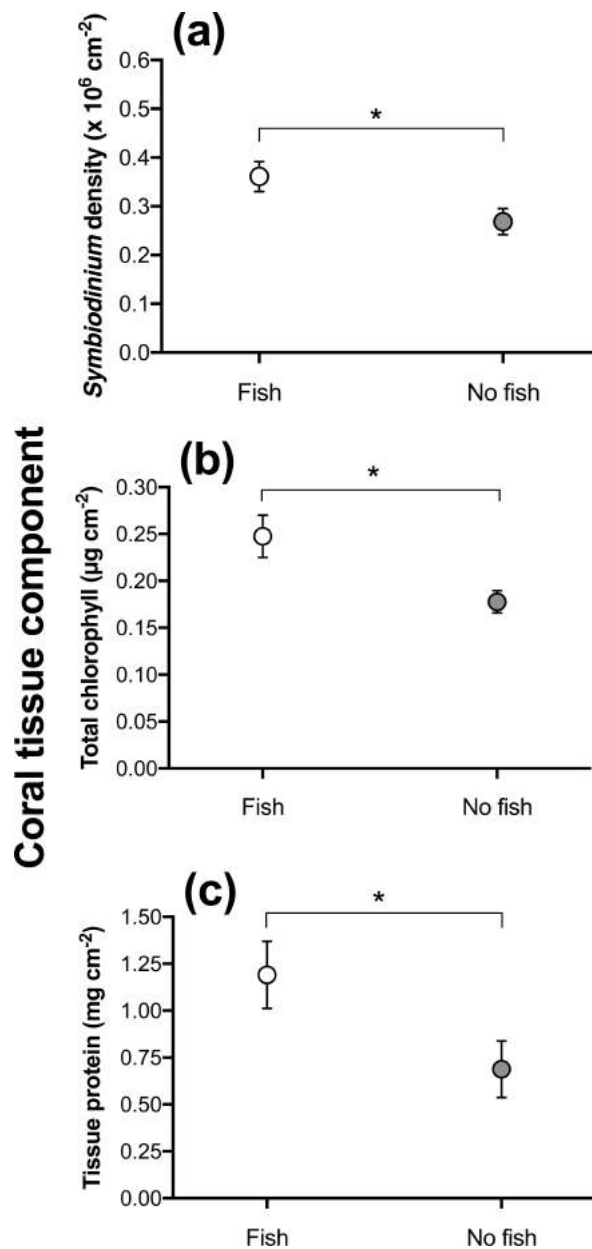 Coral tissue component
(a)
Symbiodinium density (x 10⁶ cm⁻²)
0.6
0.5
0.4
0.3
0.2
0.1
0.0
*
Fish
No fish
(b)
Total chlorophyll (µg cm⁻²)
0.30
0.25
0.20
0.15
0.10
0.05
0.00
*
Fish
No fish
(c)
Tissue protein (mg cm⁻²)
1.50
1.25
1.00
0.75
0.50
0.25
0.00
*
Fish
No fish